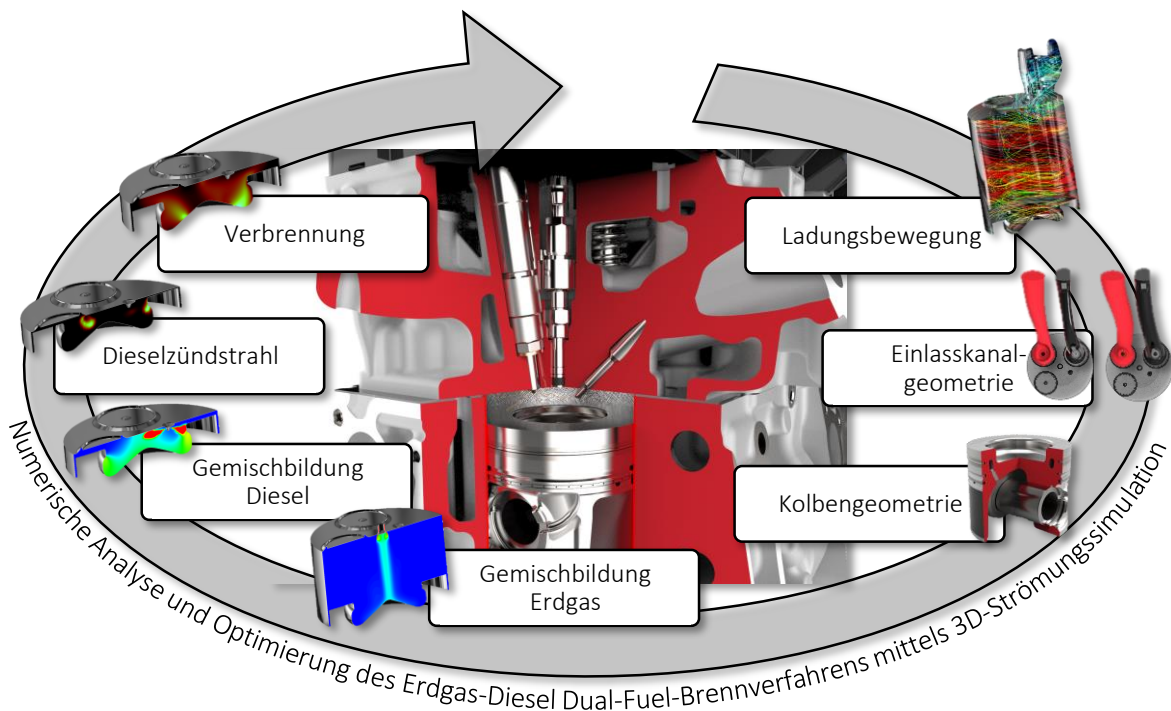 Ladungsbewegung
Einlasskanal-
geometrie
Kolbengeometrie
Gemischbildung
Erdgas
Gemischbildung
Diesel
Dieselzündstrahl
Verbrennung
Numerische Analyse und Optimierung des Erdgas-Diesel Dual-Fuel-Brennverfahrens mittels 3D-Strömungssimulation